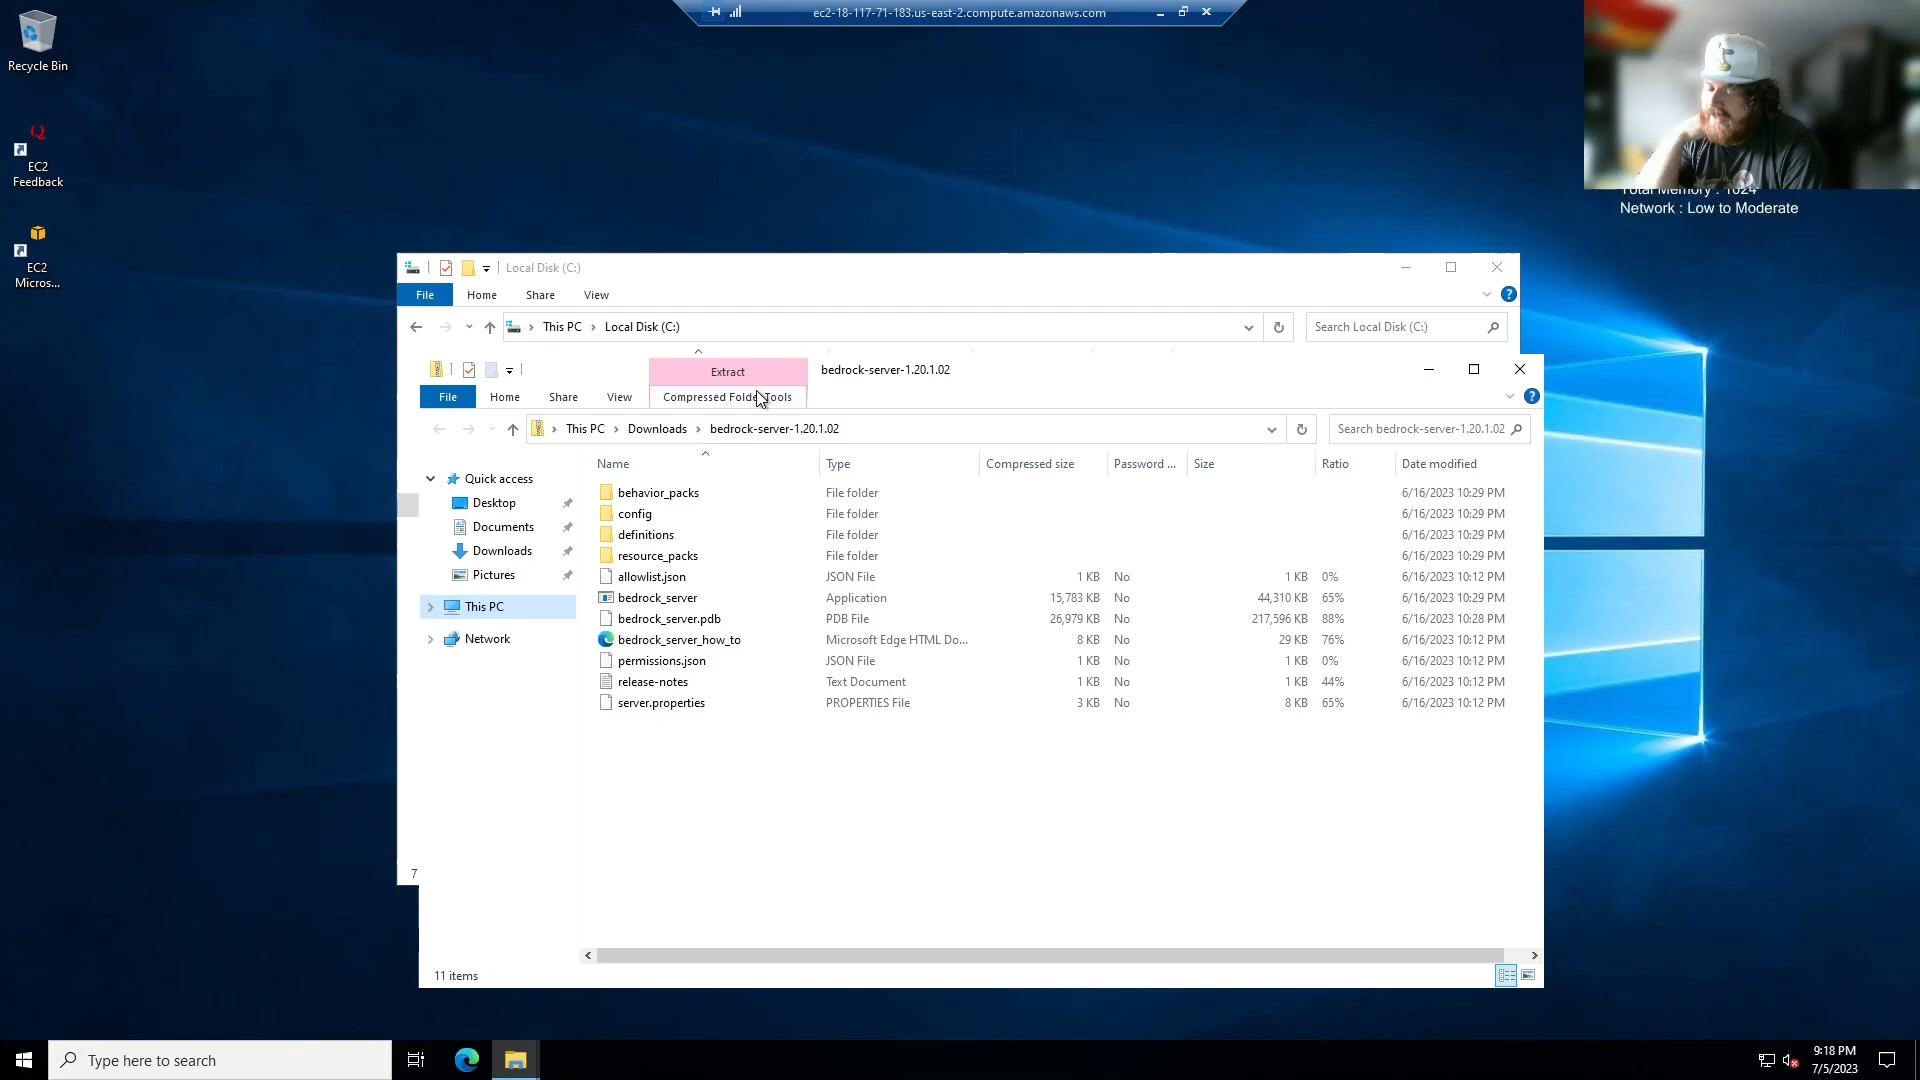 ec2-18-117-71-183.us-east-2.compute.amazonaws.com
Recycle Bin
EC2
Feedback
EC2
Micros...
Total Memory : 1024
Network : Low to Moderate
Local Disk (C:)
File Home Share View
This PC Local Disk (C:) Search Local Disk (C:)
Extract bedrock-server-1.20.1.02
File Home Share View Compressed Folder Tools
This PC Downloads bedrock-server-1.20.1.02 Search bedrock-server-1.20.1.02
Name Type Compressed size Password ... Size Ratio Date modified
Quick access
Desktop
Documents
Downloads
Pictures
This PC
Network
behavior_packs File folder 6/16/2023 10:29 PM
config File folder 6/16/2023 10:29 PM
definitions File folder 6/16/2023 10:29 PM
resource_packs File folder 6/16/2023 10:29 PM
allowlist.json JSON File 1 KB No 1 KB 0% 6/16/2023 10:12 PM
bedrock_server Application 15,783 KB No 44,310 KB 65% 6/16/2023 10:29 PM
bedrock_server.pdb PDB File 26,979 KB No 217,596 KB 88% 6/16/2023 10:28 PM
bedrock_server_how_to Microsoft Edge HTML Do... 8 KB No 29 KB 76% 6/16/2023 10:12 PM
permissions.json JSON File 1 KB No 1 KB 0% 6/16/2023 10:12 PM
release-notes Text Document 1 KB No 1 KB 44% 6/16/2023 10:12 PM
server.properties PROPERTIES File 3 KB No 8 KB 65% 6/16/2023 10:12 PM
7
11 items
Type here to search
9:18 PM
7/5/2023